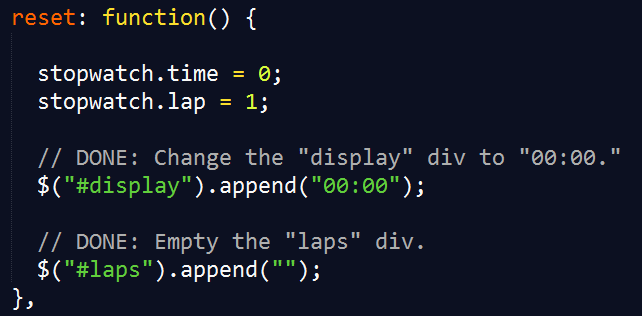 reset: function() {
stopwatch.time = 0;
stopwatch.lap = 1;
// DONE: Change the "display" div to "00:00."
$("#display").append("00:00");
// DONE: Empty the "laps" div.
$("#laps").append("");
},